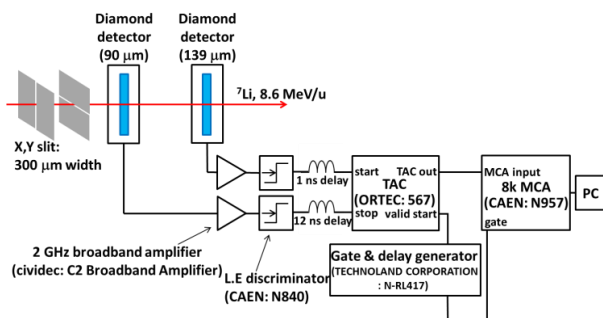 Diamond
detector
(90 μm)
Diamond
detector
(139 μm)
⁷Li, 8.6 MeV/u
X,Y slit:
300 μm width
1 ns delay
12 ns delay
start
TAC out
TAC
(ORTEC: 567)
stop
valid start
MCA input
8k MCA
(CAEN: N957)
gate
PC
2 GHz broadband amplifier
(cividec: C2 Broadband Amplifier)
L.E discriminator
(CAEN: N840)
Gate & delay generator
(TECHNOLAND CORPORATION
: N-RL417)